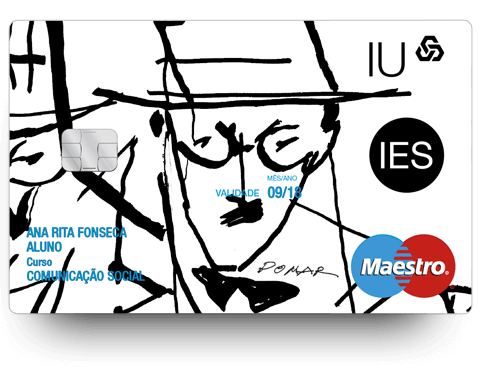 IU
IES
MÊS/ANO
VALIDADE 09/18
ANA RITA FONSECA
ALUNO
Curso
COMUNICAÇÃO SOCIAL
POMAR
Maestro®